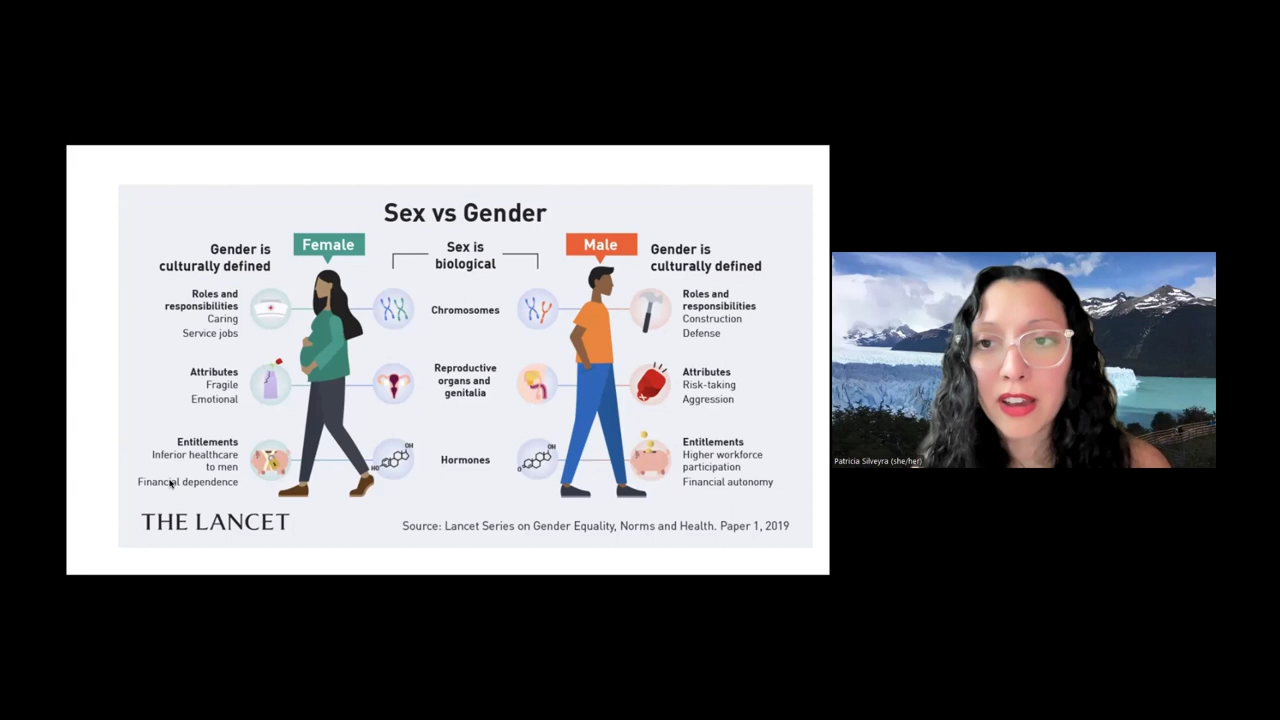 Sex vs Gender
Gender is
culturally defined
Female
Sex is
biological
Male
Gender is
culturally defined
Roles and
responsibilities
Caring
Service jobs
Chromosomes
Roles and
responsibilities
Construction
Defense
Attributes
Fragile
Emotional
Reproductive
organs and
genitalia
Attributes
Risk-taking
Aggression
Entitlements
Inferior healthcare
to men
Financial dependence
OH
HO
Hormones
OH
O
Entitlements
Higher workforce
participation
Financial autonomy
THE LANCET
Source: Lancet Series on Gender Equality, Norms and Health. Paper 1, 2019
Patricia Silveyra (she/her)